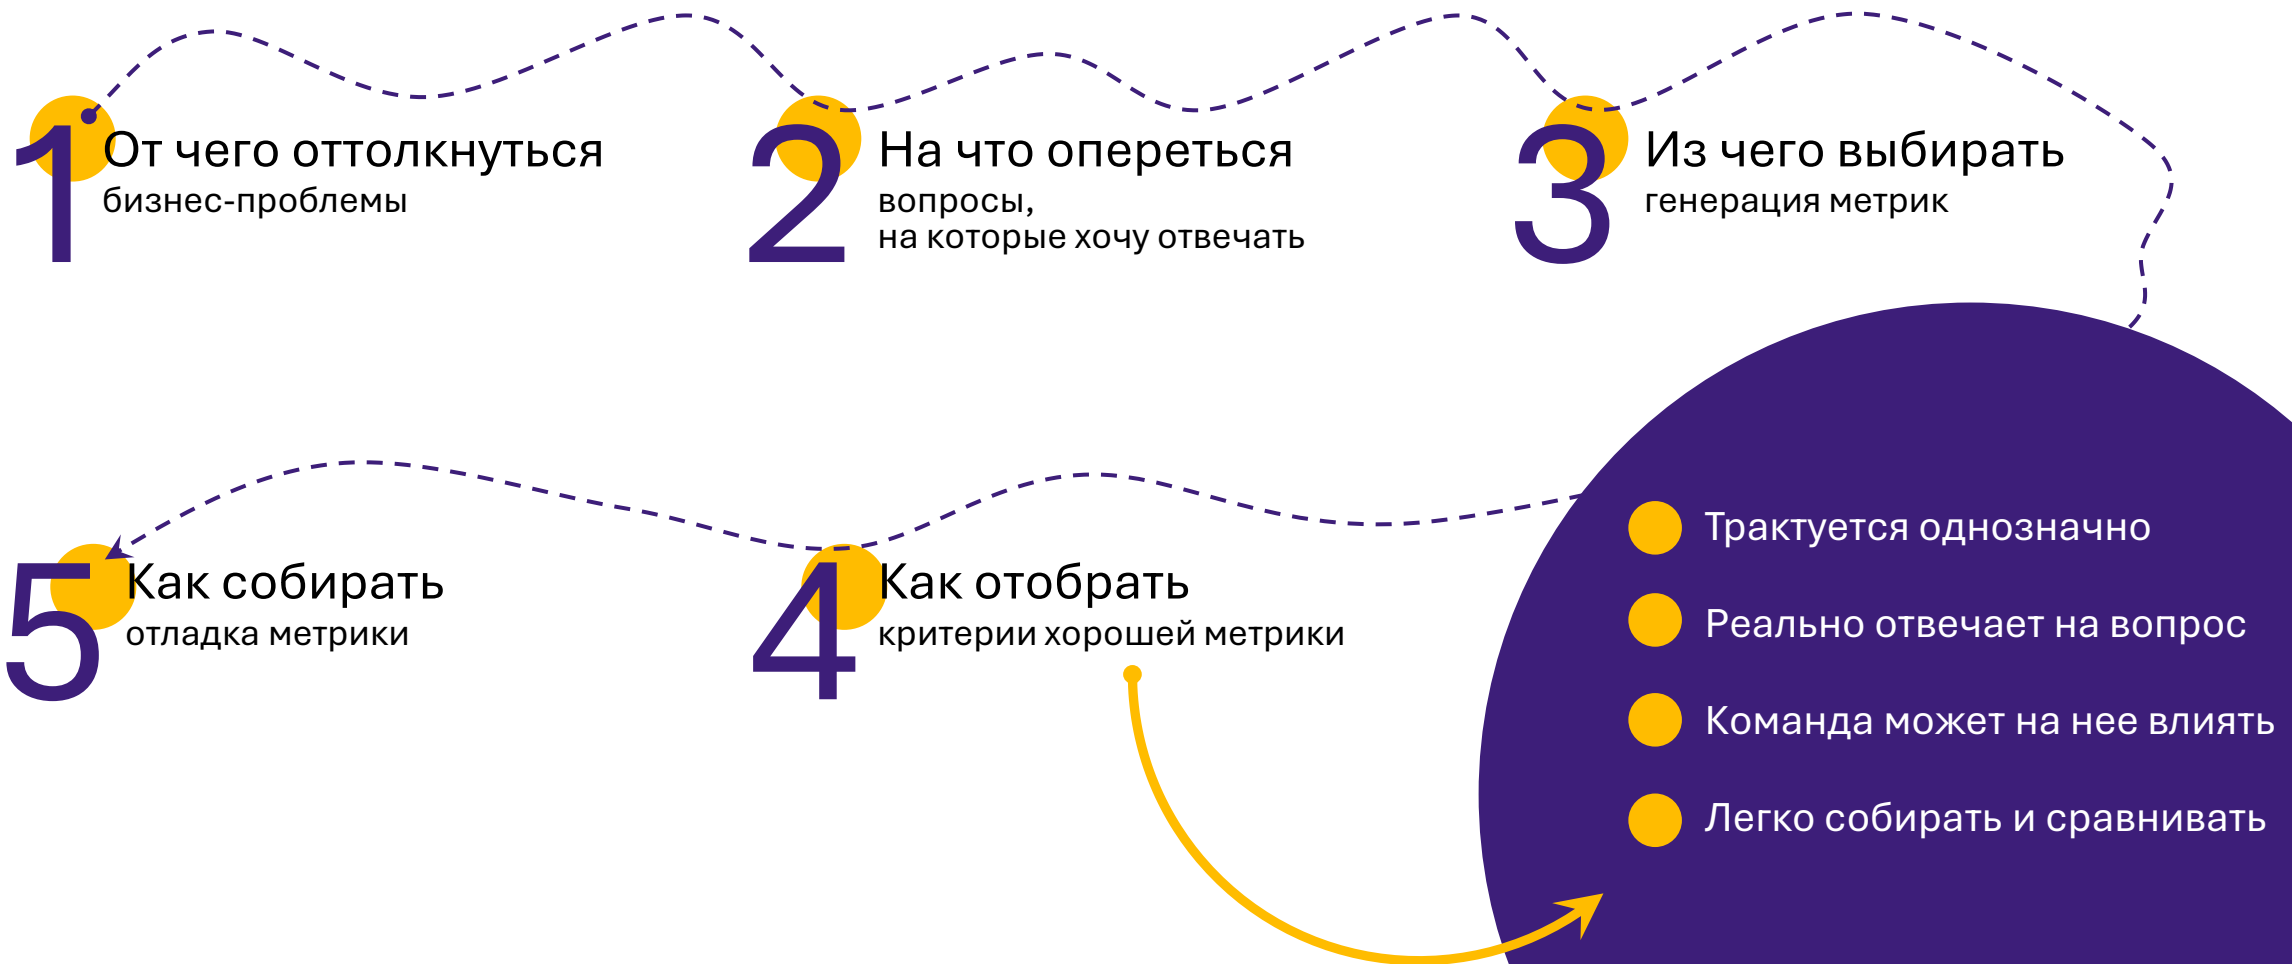 1
От чего оттолкнуться
бизнес-проблемы
2
На что опереться
вопросы,
на которые хочу отвечать
3
Из чего выбирать
генерация метрик
5
Как собирать
отладка метрики
4
Как отобрать
критерии хорошей метрики
Трактуется однозначно
Реально отвечает на вопрос
Команда может на нее влиять
Легко собирать и сравнивать